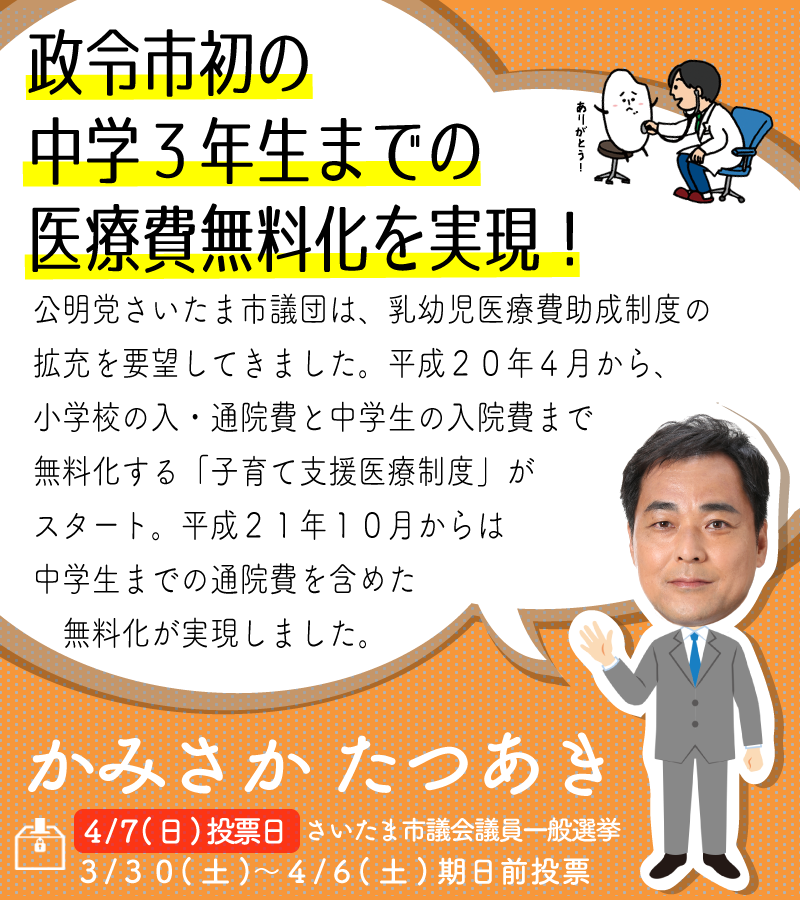 政令市初の
中学３年生までの
医療費無料化を実現！
ありがとう！
公明党さいたま市議団は、乳幼児医療費助成制度の
拡充を要望してきました。平成２０年４月から、
小学校の入・通院費と中学生の入院費まで
無料化する「子育て支援医療制度」が
スタート。平成２１年１０月からは
中学生までの通院費を含めた
無料化が実現しました。
かみさか たつあき
4/7(日)投票日 さいたま市議会議員一般選挙
３/３０(土)～４/６(土)期日前投票